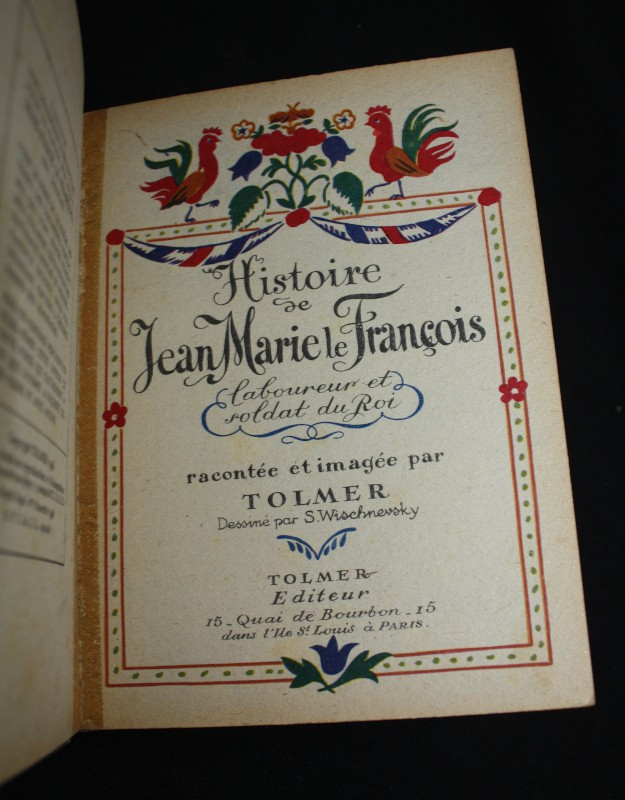 Histoire
de
Jean Marie le François
laboureur et
soldat du Roi
racontée et imagée par
TOLMER
Dessiné par S. Wischnevsky
TOLMER
Editeur
15 - Quai de Bourbon - 15
dans l'Ile St Louis à PARIS.